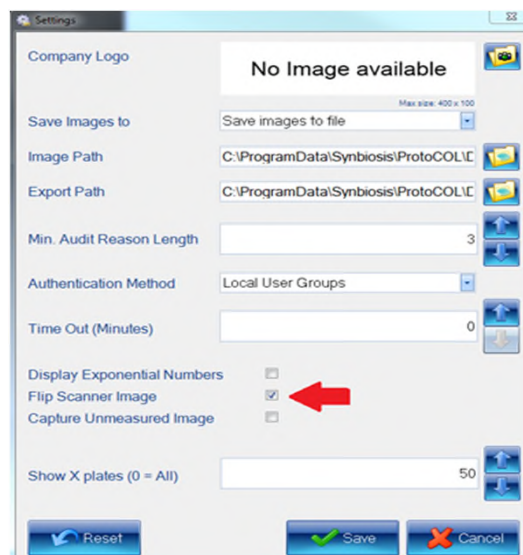 Settings
Company Logo
No Image available
Max size: 400 x 100
Save Images to Save images to file
Image Path C:\ProgramData\Synbiosis\ProtoCOL\D
Export Path C:\ProgramData\Synbiosis\ProtoCOL\D
Min. Audit Reason Length 3
Authentication Method Local User Groups
Time Out (Minutes) 0
Display Exponential Numbers
Flip Scanner Image
Capture Unmeasured Image
Show X plates (0 = All) 50
Reset Save Cancel